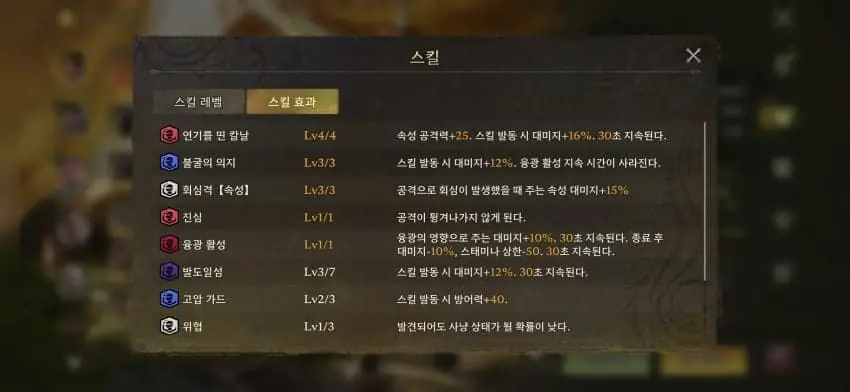 스킬
스킬 레벨 스킬 효과
연기를 띤 칼날 Lv4/4 속성 공격력+25. 스킬 발동 시 대미지+16%. 30초 지속된다.
불굴의 의지 Lv3/3 스킬 발동 시 대미지+12%. 융광 활성 지속 시간이 사라진다.
회심격【속성】 Lv3/3 공격으로 회심이 발생했을 때 주는 속성 대미지+15%
진심 Lv1/1 공격이 튕겨나가지 않게 된다.
융광 활성 Lv1/1 융광의 영향으로 주는 대미지+10%. 30초 지속된다. 종료 후
대미지-10%, 스태미나 상한-50. 30초 지속된다.
발도일섬 Lv3/7 스킬 발동 시 대미지+12%. 30초 지속된다.
고압 가드 Lv2/3 스킬 발동 시 방어력+40.
위협 Lv1/3 발견되어도 사냥 상태가 될 확률이 낮다.